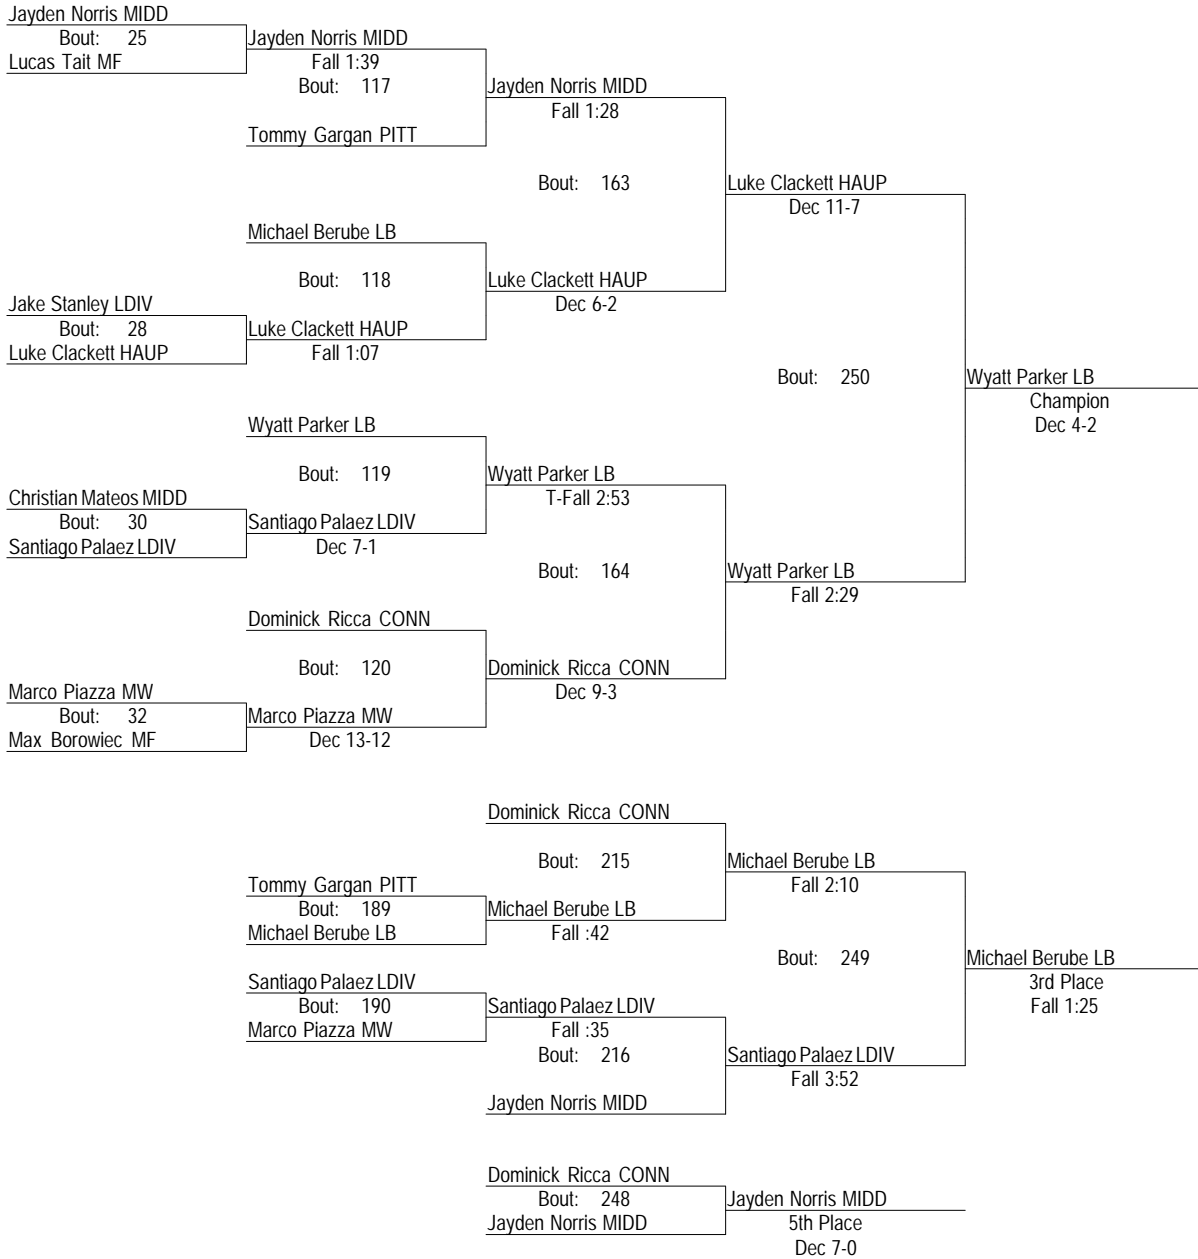 Jayden Norris MIDD
Bout: 25
Jayden Norris MIDD
Lucas Tait MF
Fall 1:39
Bout: 117
Jayden Norris MIDD
Fall 1:28
Tommy Gargan PITT
Bout: 163
Luke Clackett HAUP
Dec 11-7
Michael Berube LB
Bout: 118
Luke Clackett HAUP
Jake Stanley LDIV
Dec 6-2
Bout: 28
Luke Clackett HAUP
Luke Clackett HAUP
Fall 1:07
Bout: 250
Wyatt Parker LB
Champion
Dec 4-2
Wyatt Parker LB
Bout: 119
Wyatt Parker LB
Christian Mateos MIDD
T-Fall 2:53
Bout: 30
Santiago Palaez LDIV
Santiago Palaez LDIV
Dec 7-1
Bout: 164
Wyatt Parker LB
Fall 2:29
Dominick Ricca CONN
Bout: 120
Dominick Ricca CONN
Marco Piazza MW
Dec 9-3
Bout: 32
Marco Piazza MW
Max Borowiec MF
Dec 13-12
Dominick Ricca CONN
Bout: 215
Michael Berube LB
Tommy Gargan PITT
Fall 2:10
Bout: 189
Michael Berube LB
Michael Berube LB
Fall :42
Bout: 249
Michael Berube LB
3rd Place
Fall 1:25
Santiago Palaez LDIV
Bout: 190
Santiago Palaez LDIV
Marco Piazza MW
Fall :35
Bout: 216
Santiago Palaez LDIV
Fall 3:52
Jayden Norris MIDD
Dominick Ricca CONN
Bout: 248
Jayden Norris MIDD
Jayden Norris MIDD
5th Place
Dec 7-0